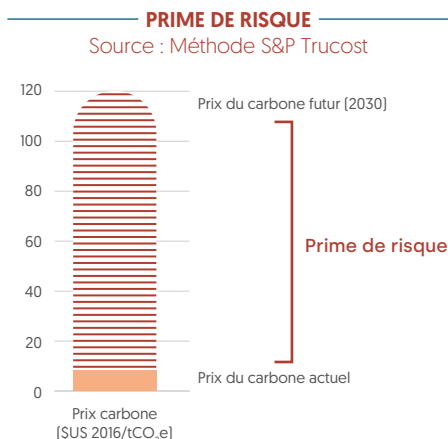 PRIME DE RISQUE
Source : Méthode S&P Trucost
120
Prix du carbone futur (2030)
100
80
60
Prime de risque
40
20
Prix du carbone actuel
0
Prix carbone
($US 2016/tCO₂e)